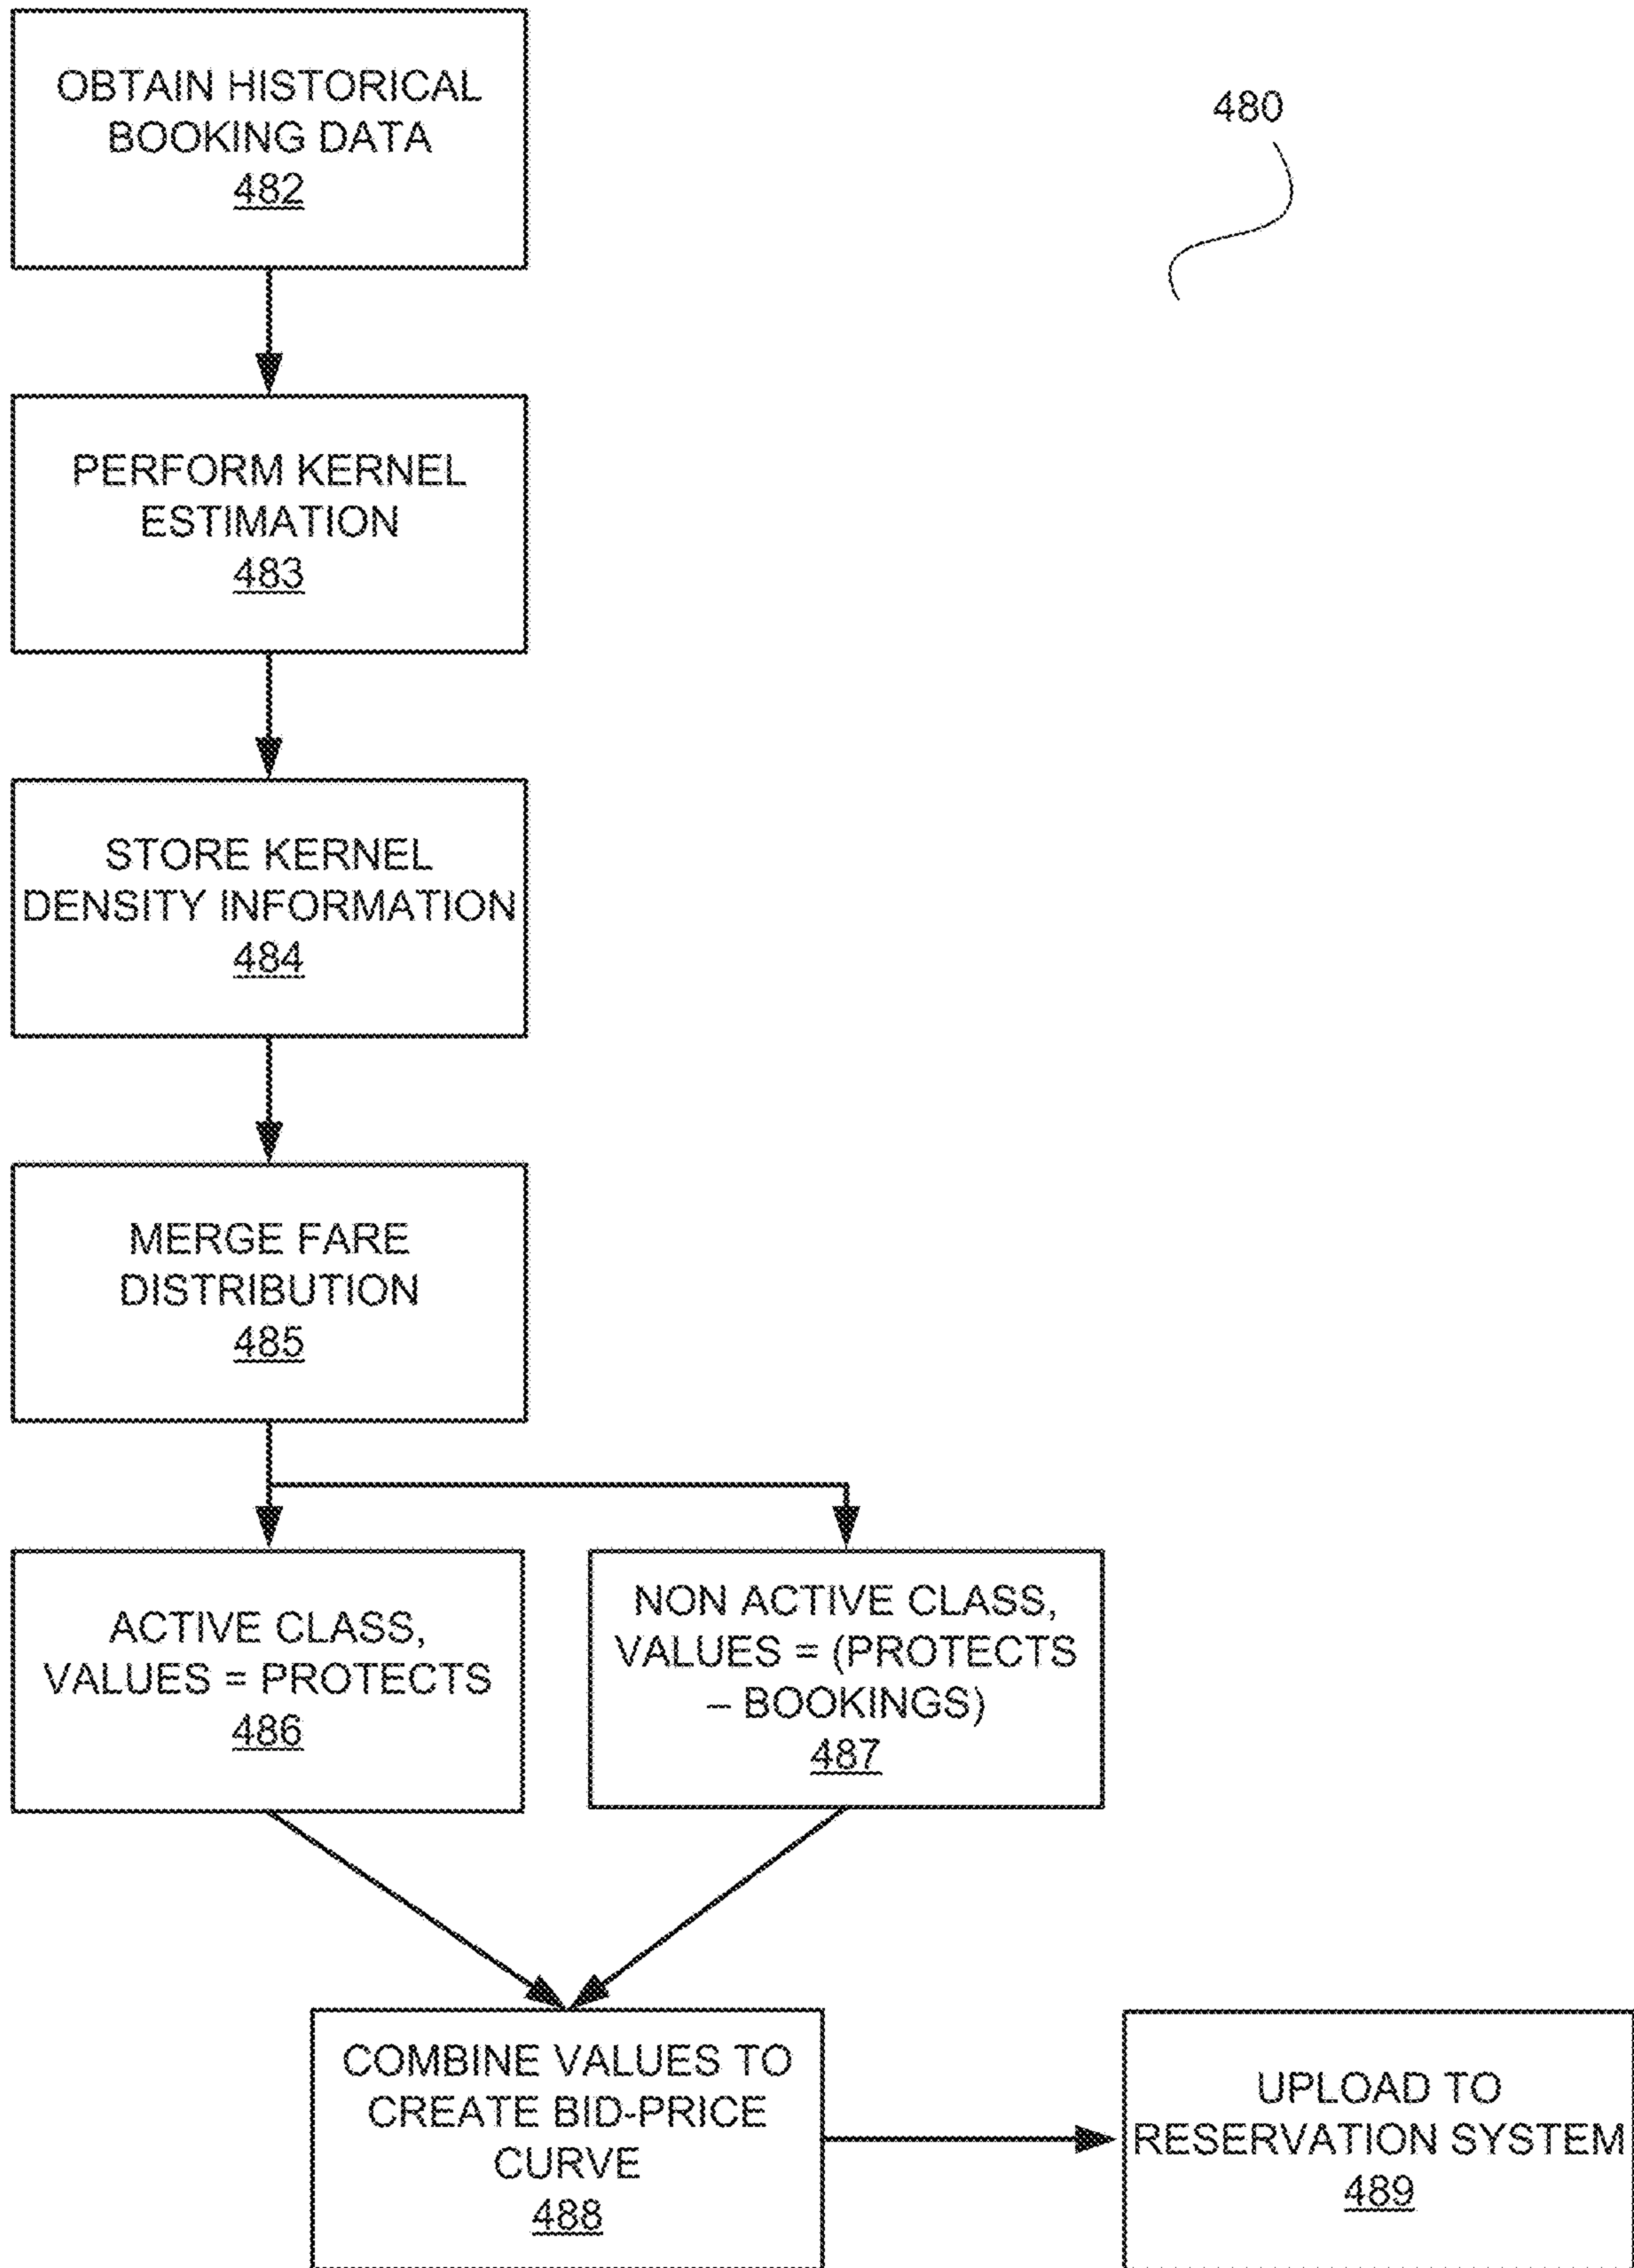 OBTAIN HISTORICAL
BOOKING DATA
482
480
PERFORM KERNEL
ESTIMATION
483
STORE KERNEL
DENSITY INFORMATION
484
MERGE FARE
DISTRIBUTION
485
ACTIVE CLASS,
VALUES = PROTECTS
486
NON ACTIVE CLASS,
VALUES = (PROTECTS
– BOOKINGS)
487
COMBINE VALUES TO
CREATE BID-PRICE
CURVE
488
UPLOAD TO
RESERVATION SYSTEM
489